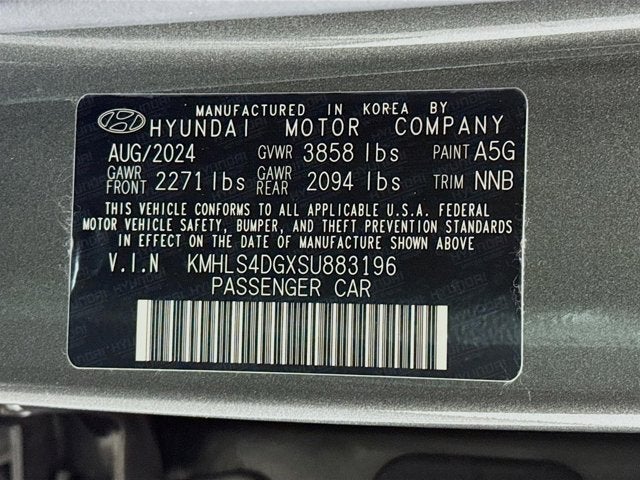 MANUFACTURED IN KOREA BY
HYUNDAI MOTOR COMPANY
AUG/2024 GVWR 3858 lbs PAINT A5G
GAWR FRONT 2271 lbs GAWR REAR 2094 lbs TRIM NNB
THIS VEHICLE CONFORMS TO ALL APPLICABLE U.S.A. FEDERAL
MOTOR VEHICLE SAFETY, BUMPER, AND THEFT PREVENTION STANDARDS
IN EFFECT ON THE DATE OF MANUFACTURE SHOWN ABOVE.
V.I.N KMHLS4DGXSU883196
PASSENGER CAR